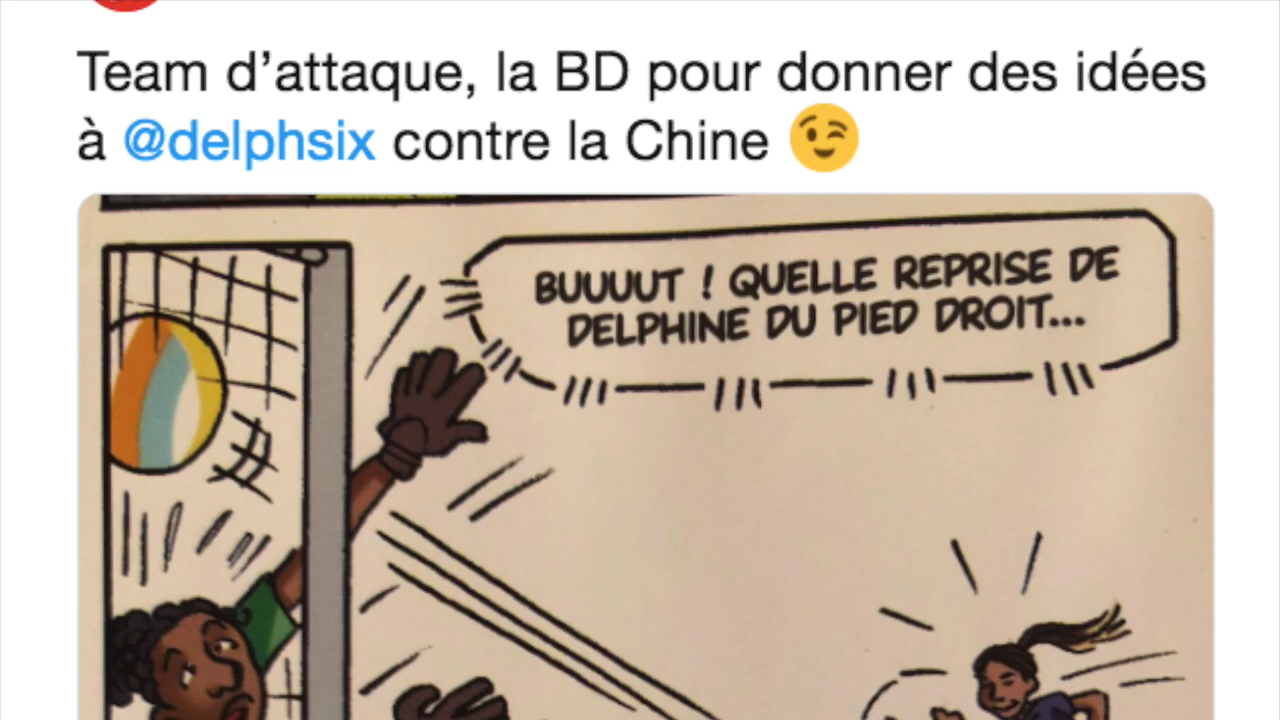 Team d’attaque, la BD pour donner des idées
à @delphsix contre la Chine 😉
BUUUUT ! QUELLE REPRISE DE
DELPHINE DU PIED DROIT...